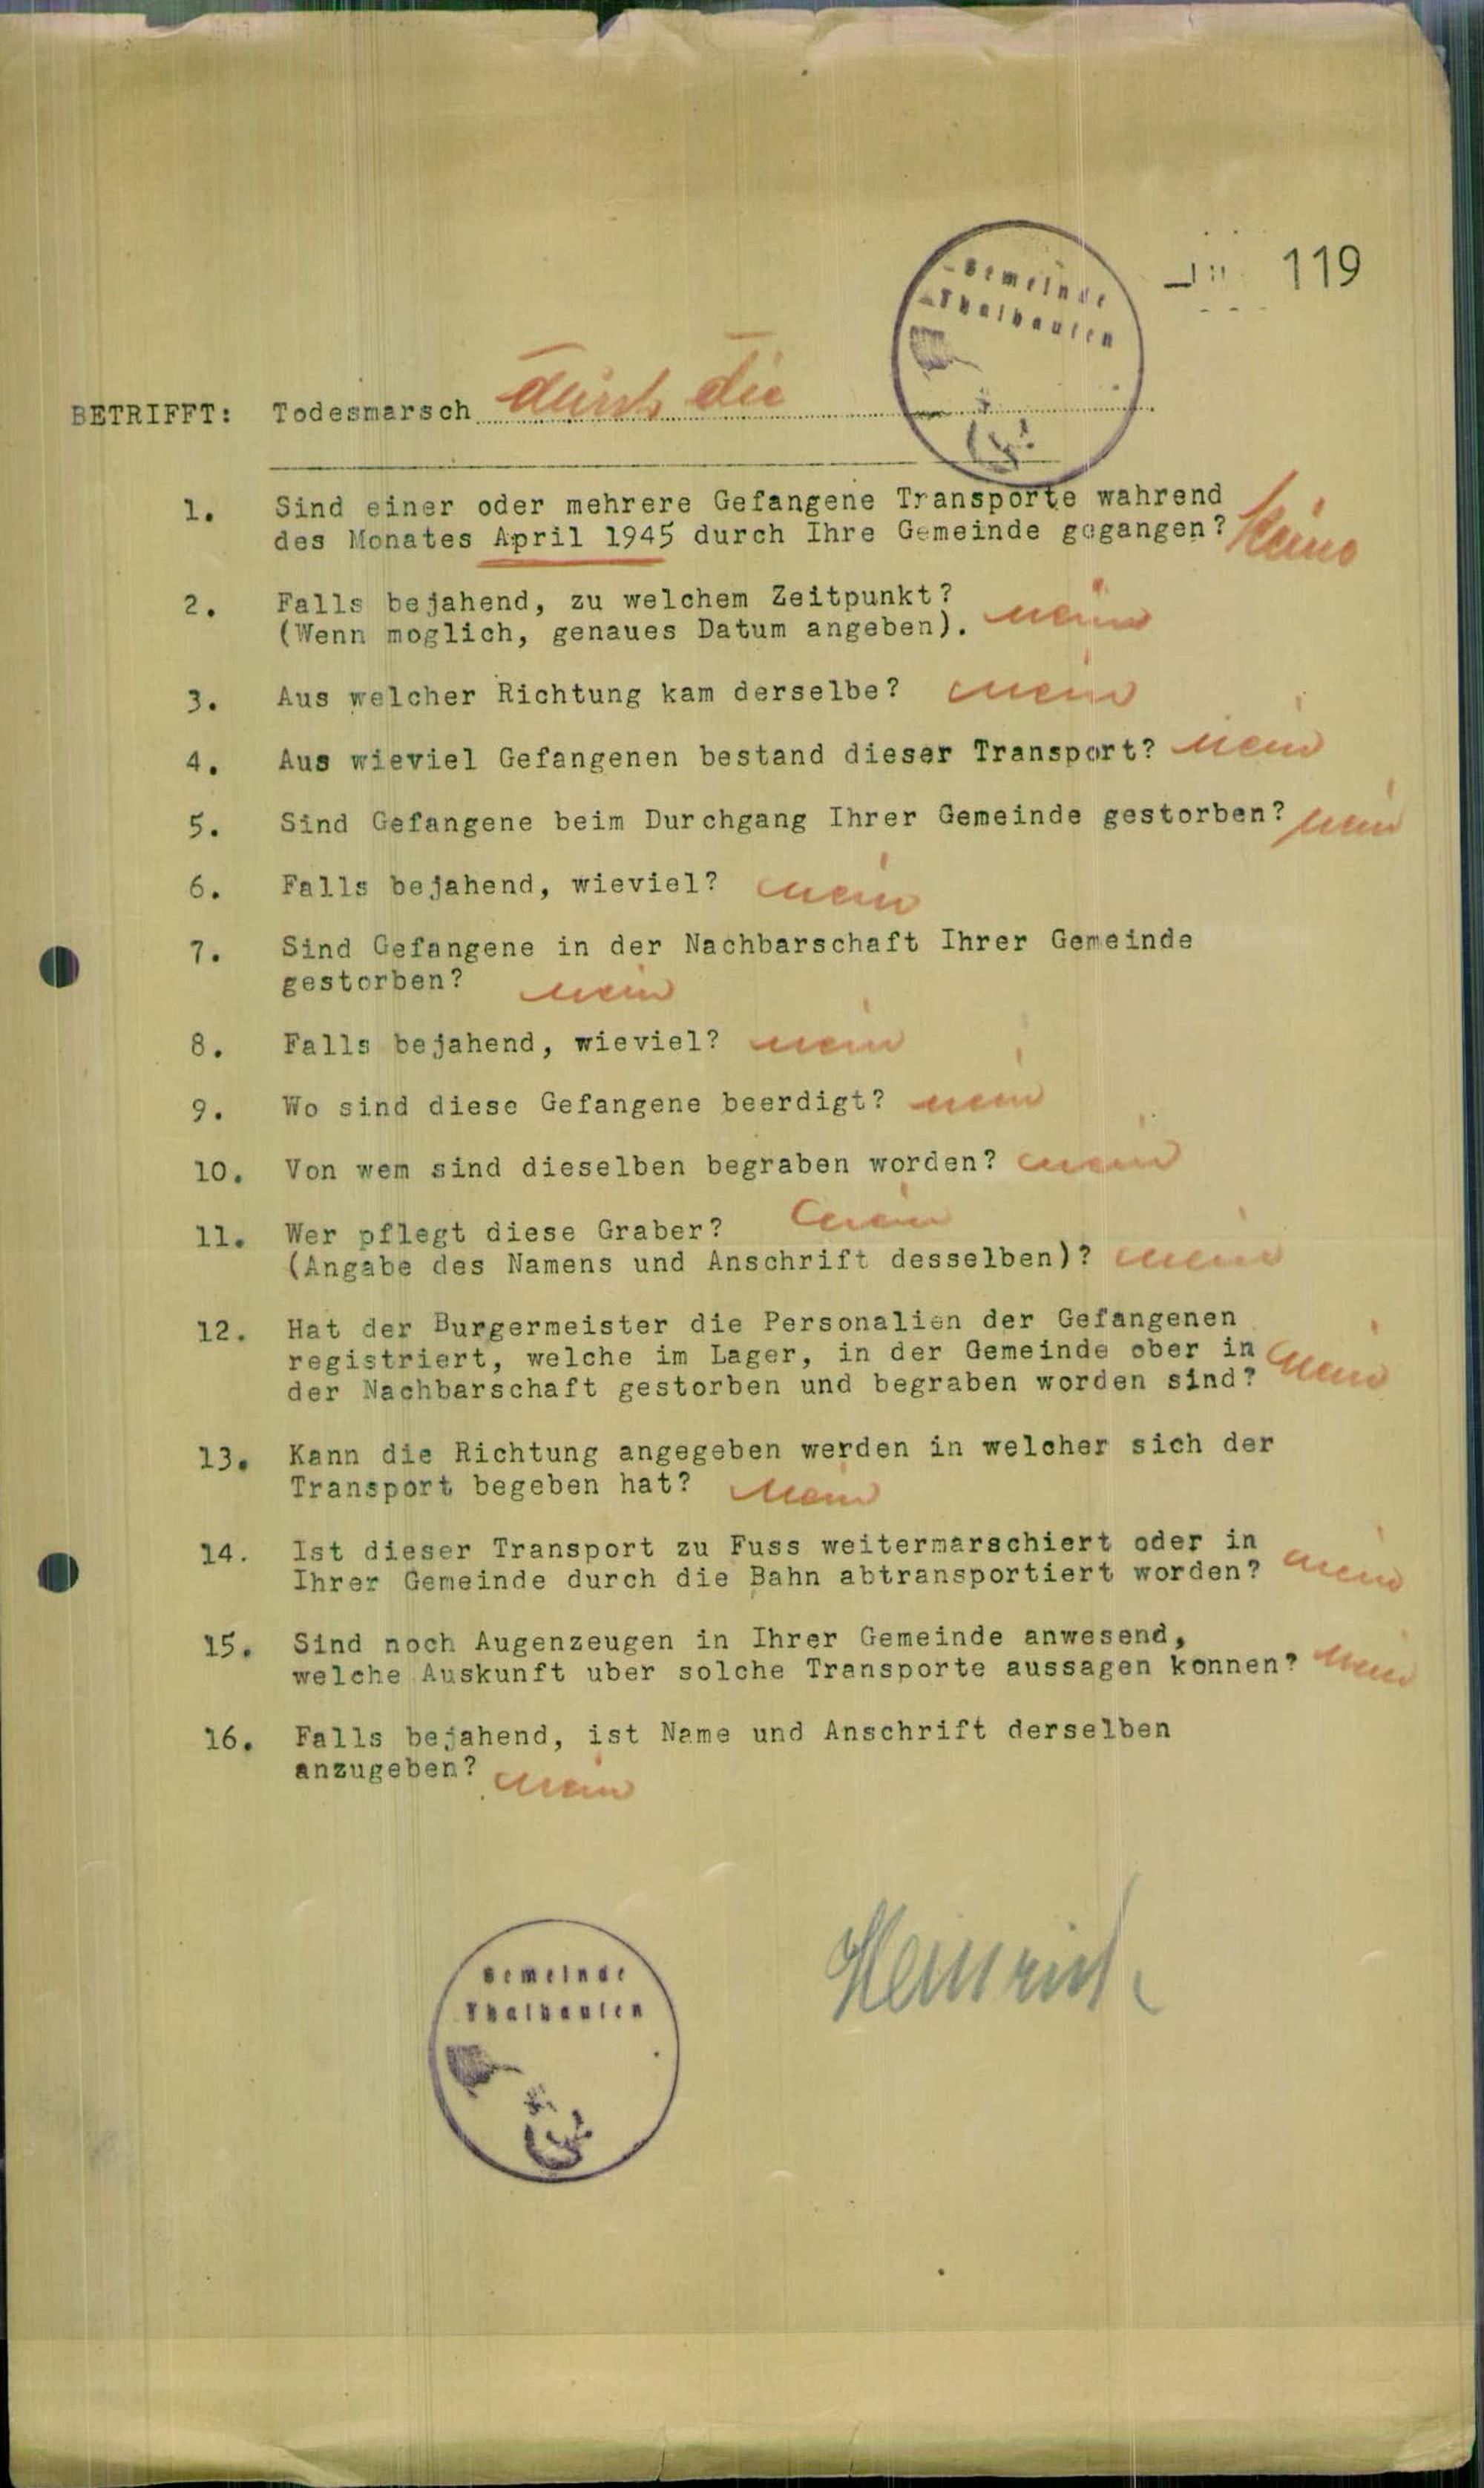 119
Gemeinde
Thalbauten
BETRIFFT: Todesmarsch durch die
1. Sind einer oder mehrere Gefangene Transporte wahrend
des Monates April 1945 durch Ihre Gemeinde gegangen? Keine
2. Falls bejahend, zu welchem Zeitpunkt?
(Wenn moglich, genaues Datum angeben). nein
3. Aus welcher Richtung kam derselbe? nein
4. Aus wieviel Gefangenen bestand dieser Transport? nein
5. Sind Gefangene beim Durchgang Ihrer Gemeinde gestorben? nein
6. Falls bejahend, wieviel? nein
7. Sind Gefangene in der Nachbarschaft Ihrer Gemeinde
gestorben? nein
8. Falls bejahend, wieviel? nein
9. Wo sind diese Gefangene beerdigt? nein
10. Von wem sind dieselben begraben worden? nein
11. Wer pflegt diese Graber? nein
(Angabe des Namens und Anschrift desselben)? nein
12. Hat der Burgermeister die Personalien der Gefangenen
registriert, welche im Lager, in der Gemeinde ober in nein
der Nachbarschaft gestorben und begraben worden sind?
13. Kann die Richtung angegeben werden in welcher sich der
Transport begeben hat? nein
14. Ist dieser Transport zu Fuss weitermarschiert oder in
Ihrer Gemeinde durch die Bahn abtransportiert worden? nein
15. Sind noch Augenzeugen in Ihrer Gemeinde anwesend,
welche Auskunft uber solche Transporte aussagen konnen? nein
16. Falls bejahend, ist Name und Anschrift derselben
anzugeben? nein
Heinrich
Gemeinde
Thalbauten